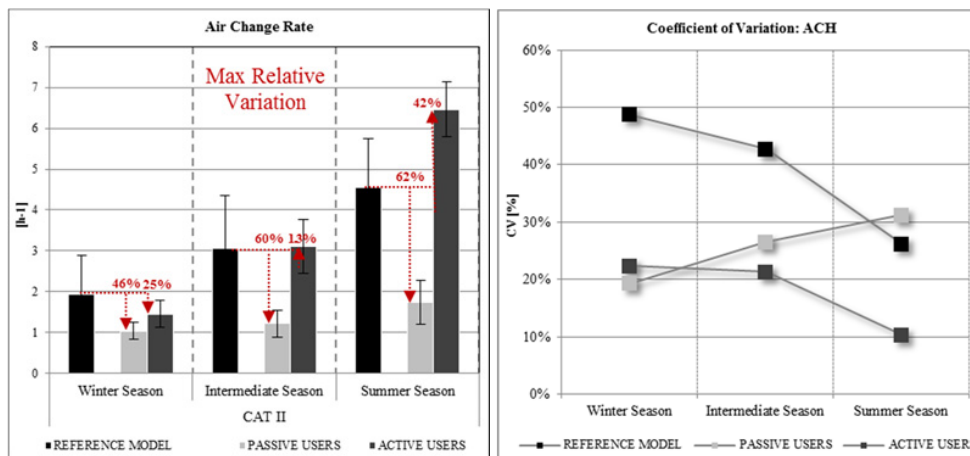 Air Change Rate
8
7
6
5
4
3
2
1
0
[h-1]
Max Relative
Variation
46%
25%
60%
13%
62%
42%
Winter Season
Intermediate Season
Summer Season
CAT II
REFERENCE MODEL
PASSIVE USERS
ACTIVE USERS
Coefficient of Variation: ACH
60%
50%
40%
30%
20%
10%
0%
CV [%]
Winter Season
Intermediate Season
Summer Season
REFERENCE MODEL
PASSIVE USERS
ACTIVE USERS